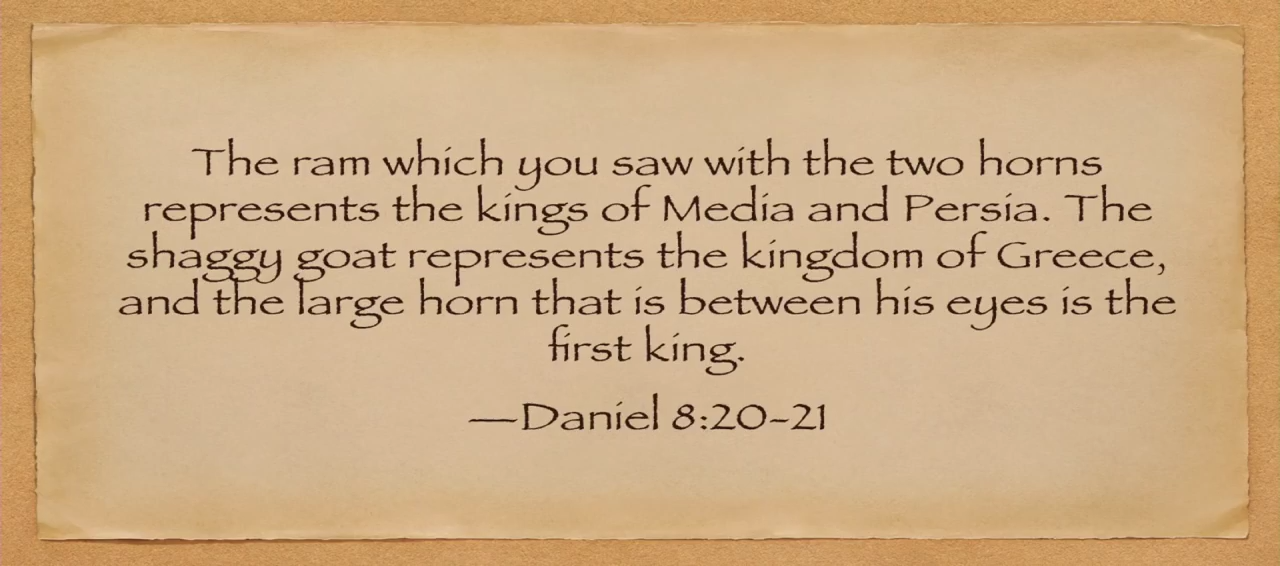 The ram which you saw with the two horns
represents the kings of Media and Persia. The
shaggy goat represents the kingdom of Greece,
and the large horn that is between his eyes is the
first king.
—Daniel 8:20-21